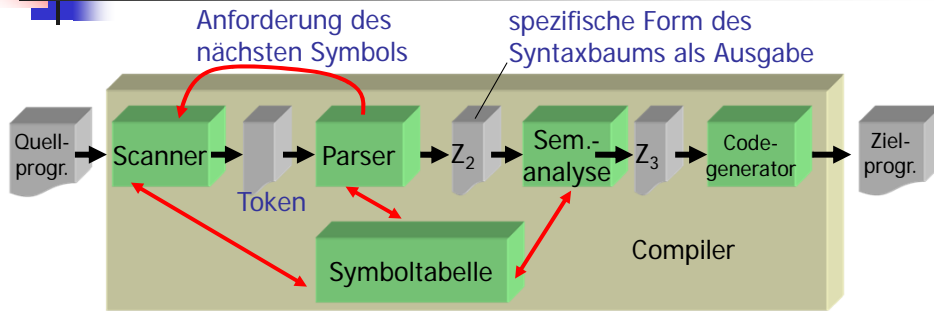 Anforderung des
nächsten Symbols
spezifische Form des
Syntaxbaums als Ausgabe
Quell-
progr.
Scanner
Token
Parser
Z2
Sem.-
analyse
Z3
Code-
generator
Ziel-
progr.
Symboltabelle
Compiler